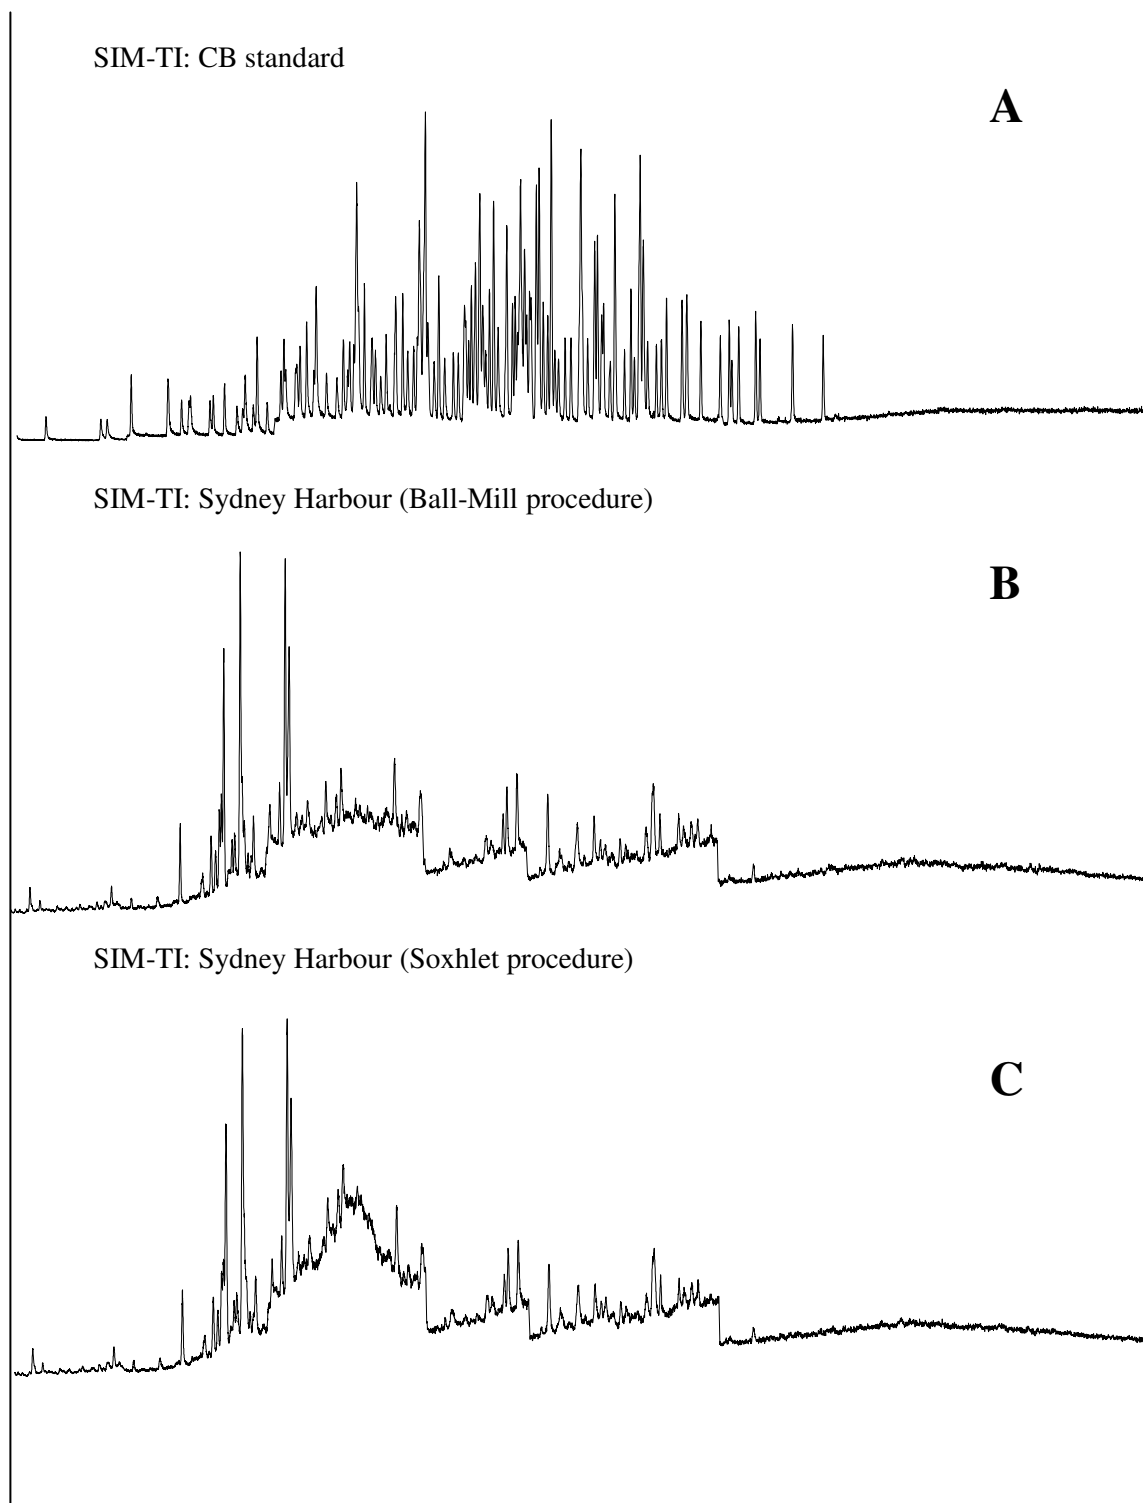 SIM-TI: CB standard
A
SIM-TI: Sydney Harbour (Ball-Mill procedure)
B
SIM-TI: Sydney Harbour (Soxhlet procedure)
C